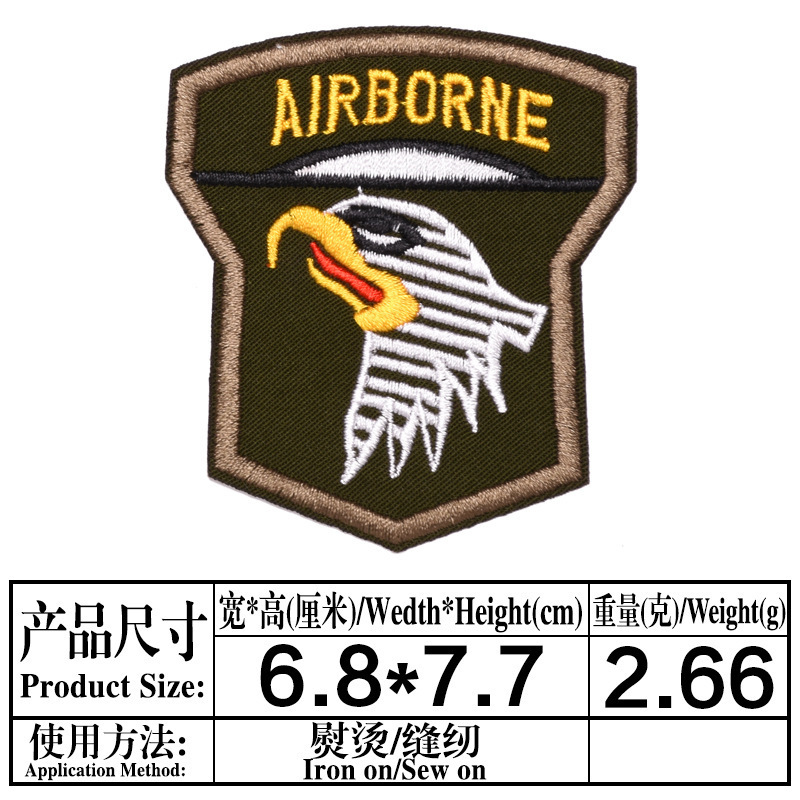 AIRBORNE
产品尺寸
Product Size:
宽*高(厘米)/Wedth*Height(cm)
重量(克)/Weight(g)
6.8*7.7
2.66
使用方法:
Application Method:
熨烫/缝纫
Iron on/Sew on